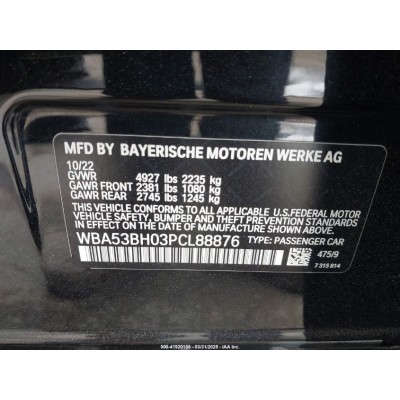 MFD BY BAYERISCHE MOTOREN WERKE AG
10/22
GVWR 4927 lbs 2235 kg
GAWR FRONT 2381 lbs 1080 kg
GAWR REAR 2745 lbs 1245 kg
THIS VEHICLE CONFORMS TO ALL APPLICABLE U.S.FEDERAL MOTOR
VEHICLE SAFETY, BUMPER AND THEFT PREVENTION STANDARDS
IN EFFECT ON THE DATE OF MANUFACTURE SHOWN ABOVE.
WBA53BH03PCL88876 TYPE: PASSENGER CAR
475/9
7 315 814